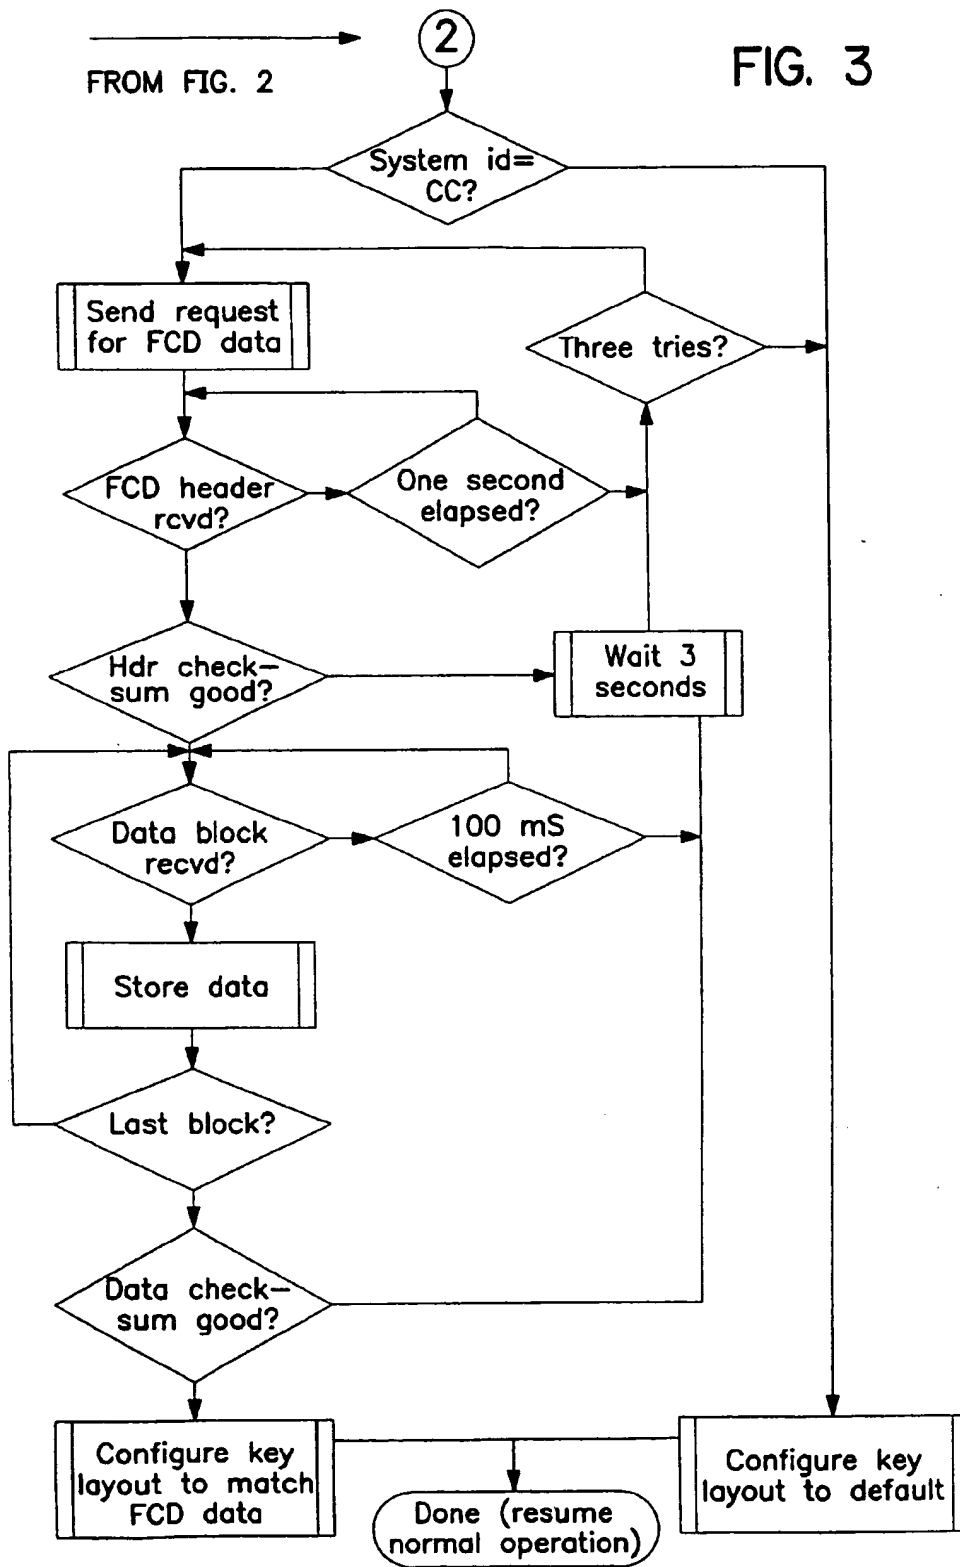 2
FROM FIG. 2
FIG. 3
System id=
CC?
Send request
for FCD data
Three tries?
FCD header
rcvd?
One second
elapsed?
Hdr check-
sum good?
Wait 3
seconds
Data block
recvd?
100 mS
elapsed?
Store data
Last block?
Data check-
sum good?
Configure key
layout to match
FCD data
Done (resume
normal operation)
Configure key
layout to default